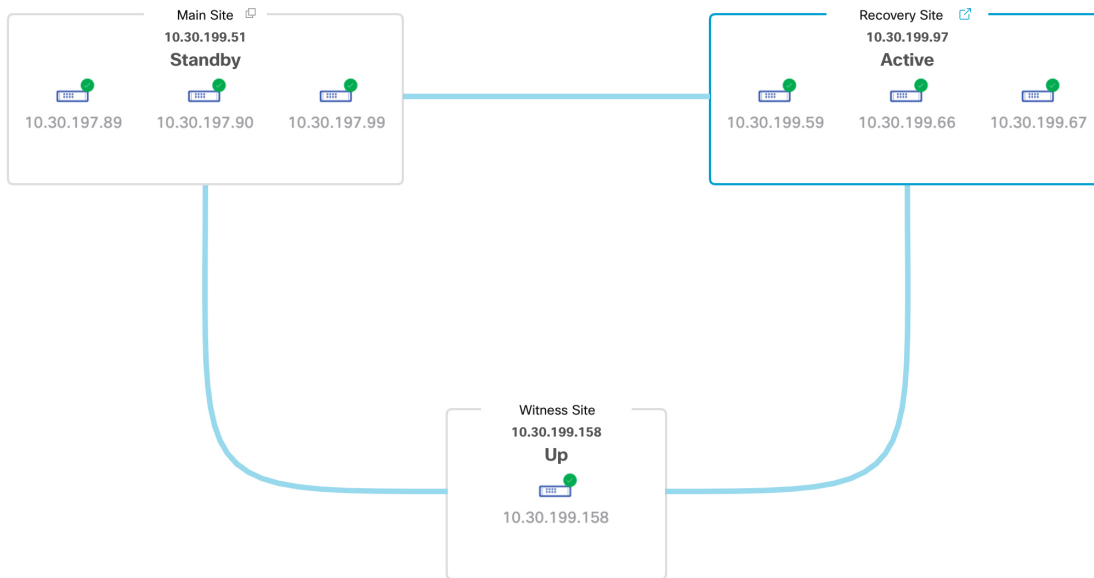 Main Site
10.30.199.51
Standby
10.30.197.89 10.30.197.90 10.30.197.99
Recovery Site
10.30.199.97
Active
10.30.199.59 10.30.199.66 10.30.199.67
Witness Site
10.30.199.158
Up
10.30.199.158